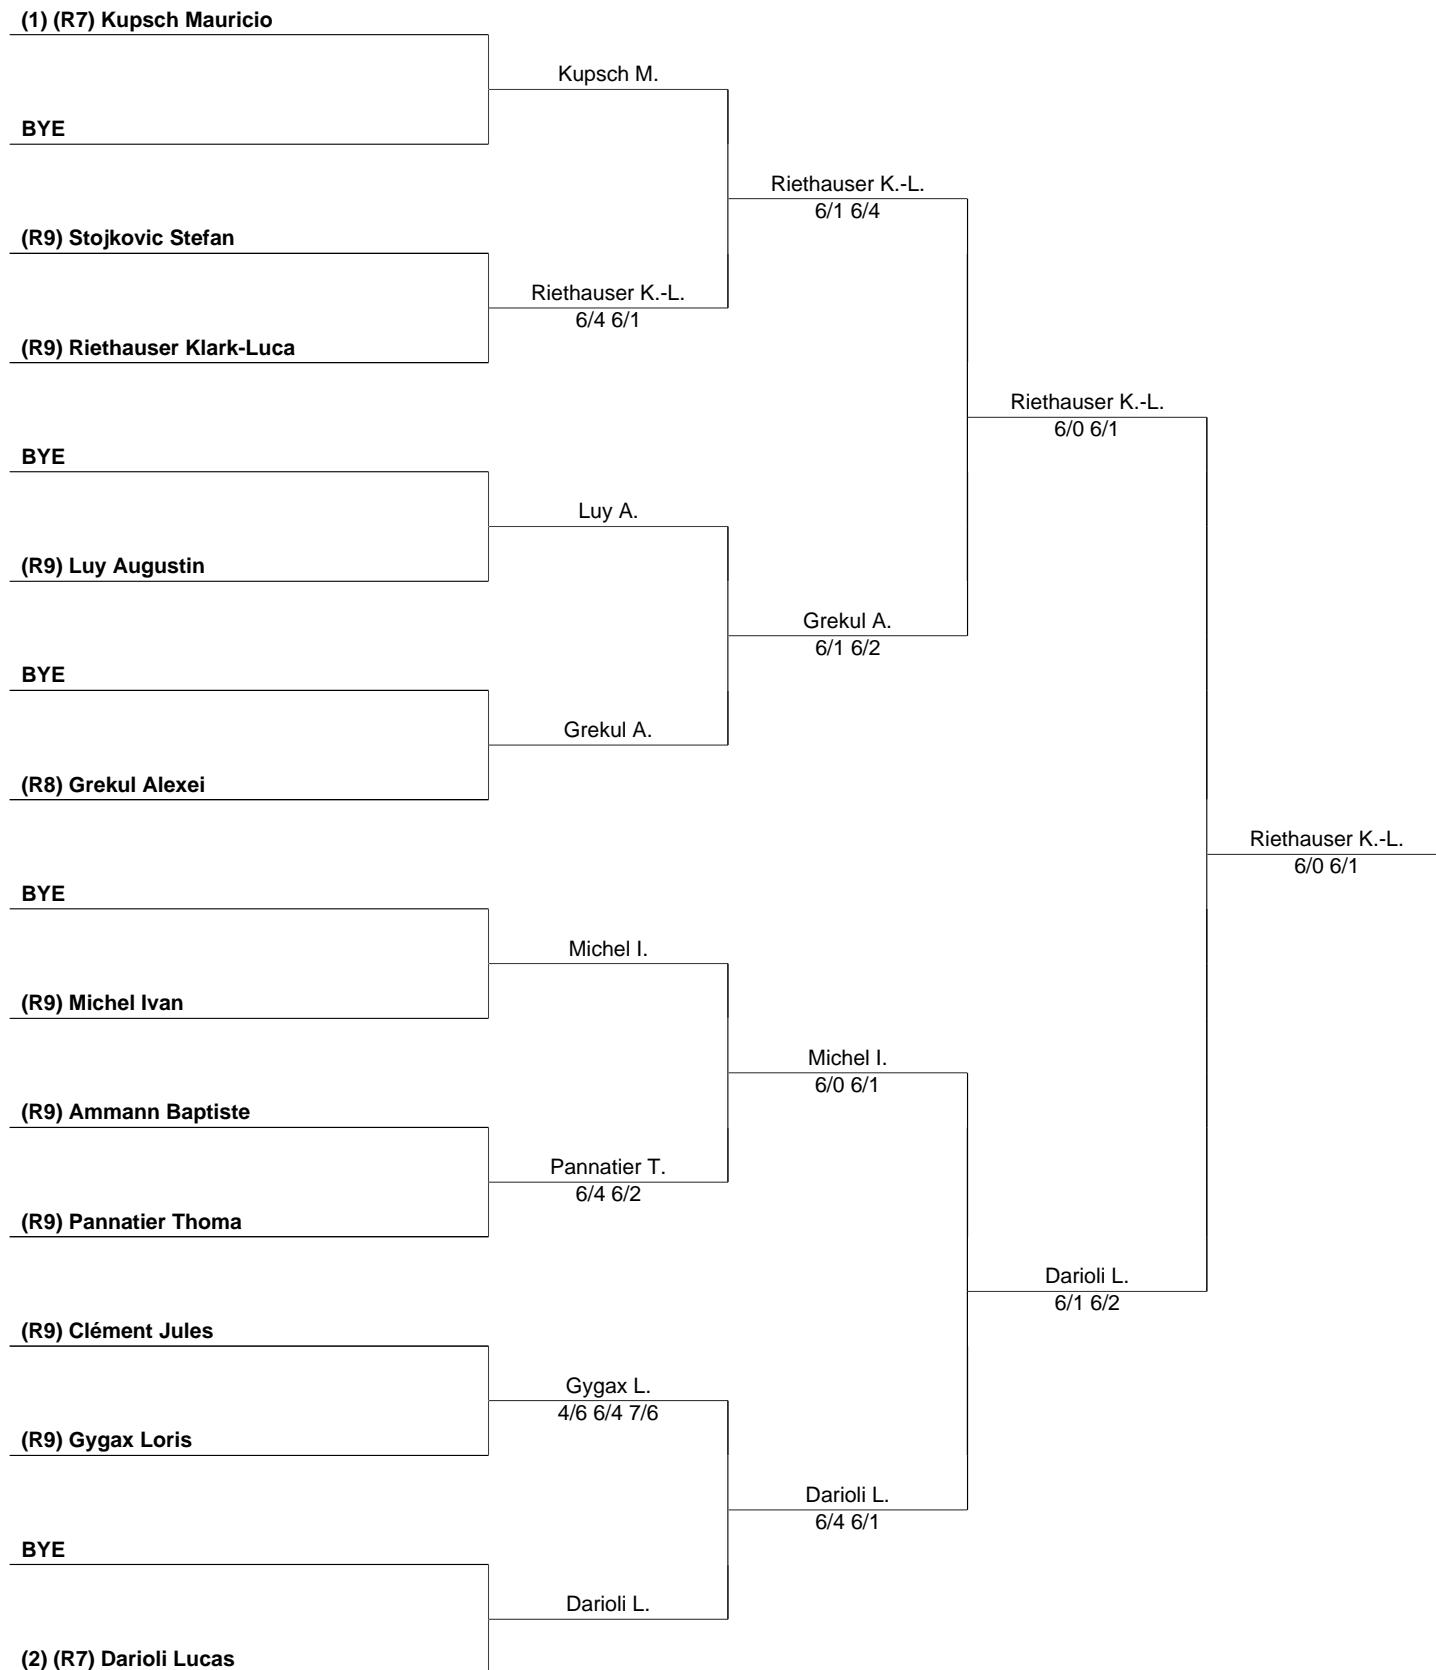 (1) (R7) Kupsch Mauricio
Kupsch M.
BYE
Riethauser K.-L.
6/1 6/4
(R9) Stojkovic Stefan
Riethauser K.-L.
6/4 6/1
(R9) Riethauser Klark-Luca
Riethauser K.-L.
6/0 6/1
BYE
Luy A.
(R9) Luy Augustin
Grekul A.
6/1 6/2
BYE
Grekul A.
(R8) Grekul Alexei
Riethauser K.-L.
6/0 6/1
BYE
Michel I.
(R9) Michel Ivan
Michel I.
6/0 6/1
(R9) Ammann Baptiste
Pannatier T.
6/4 6/2
(R9) Pannatier Thoma
Darioli L.
6/1 6/2
(R9) Clément Jules
Gygax L.
4/6 6/4 7/6
(R9) Gygax Loris
Darioli L.
6/4 6/1
BYE
Darioli L.
(2) (R7) Darioli Lucas